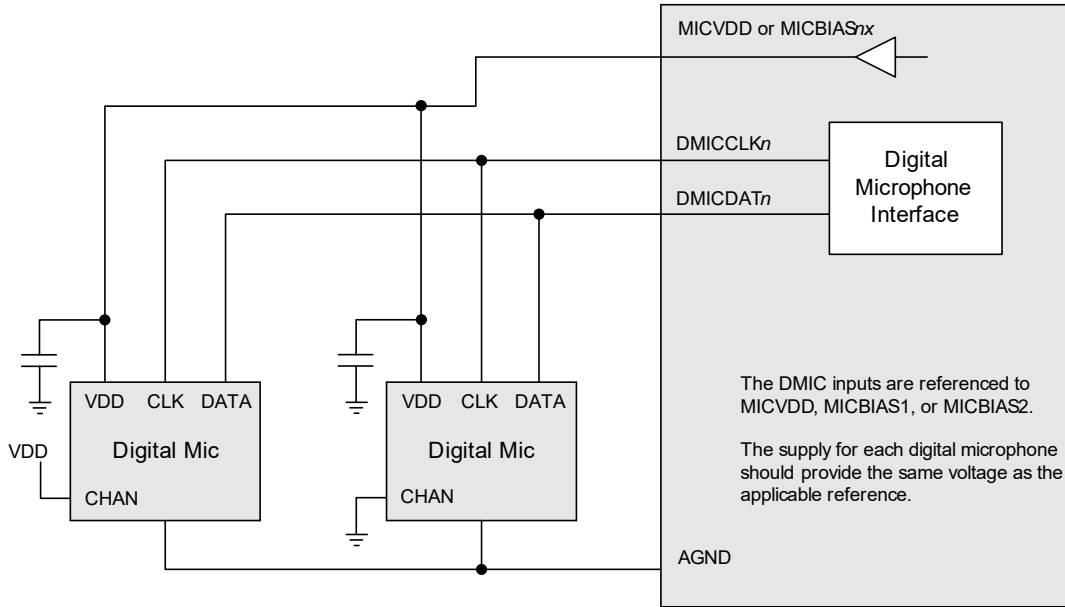 MICVDD or MICBIASnx
DMICCLKn
DMICDATn
Digital
Microphone
Interface
VDD CLK DATA
Digital Mic
VDD
CHAN
VDD CLK DATA
Digital Mic
CHAN
The DMIC inputs are referenced to
MICVDD, MICBIAS1, or MICBIAS2.
The supply for each digital microphone
should provide the same voltage as the
applicable reference.
AGND